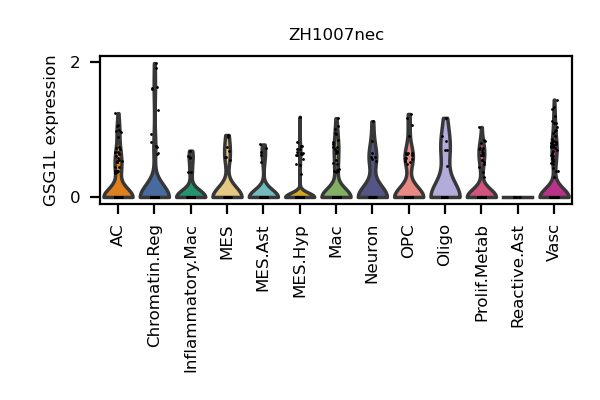 ZH1007nec
GSG1L expression
2
0
AC
Chromatin.Reg
Inflammatory.Mac
MES
MES.Ast
MES.Hyp
Mac
Neuron
OPC
Oligo
Prolif.Metab
Reactive.Ast
Vasc